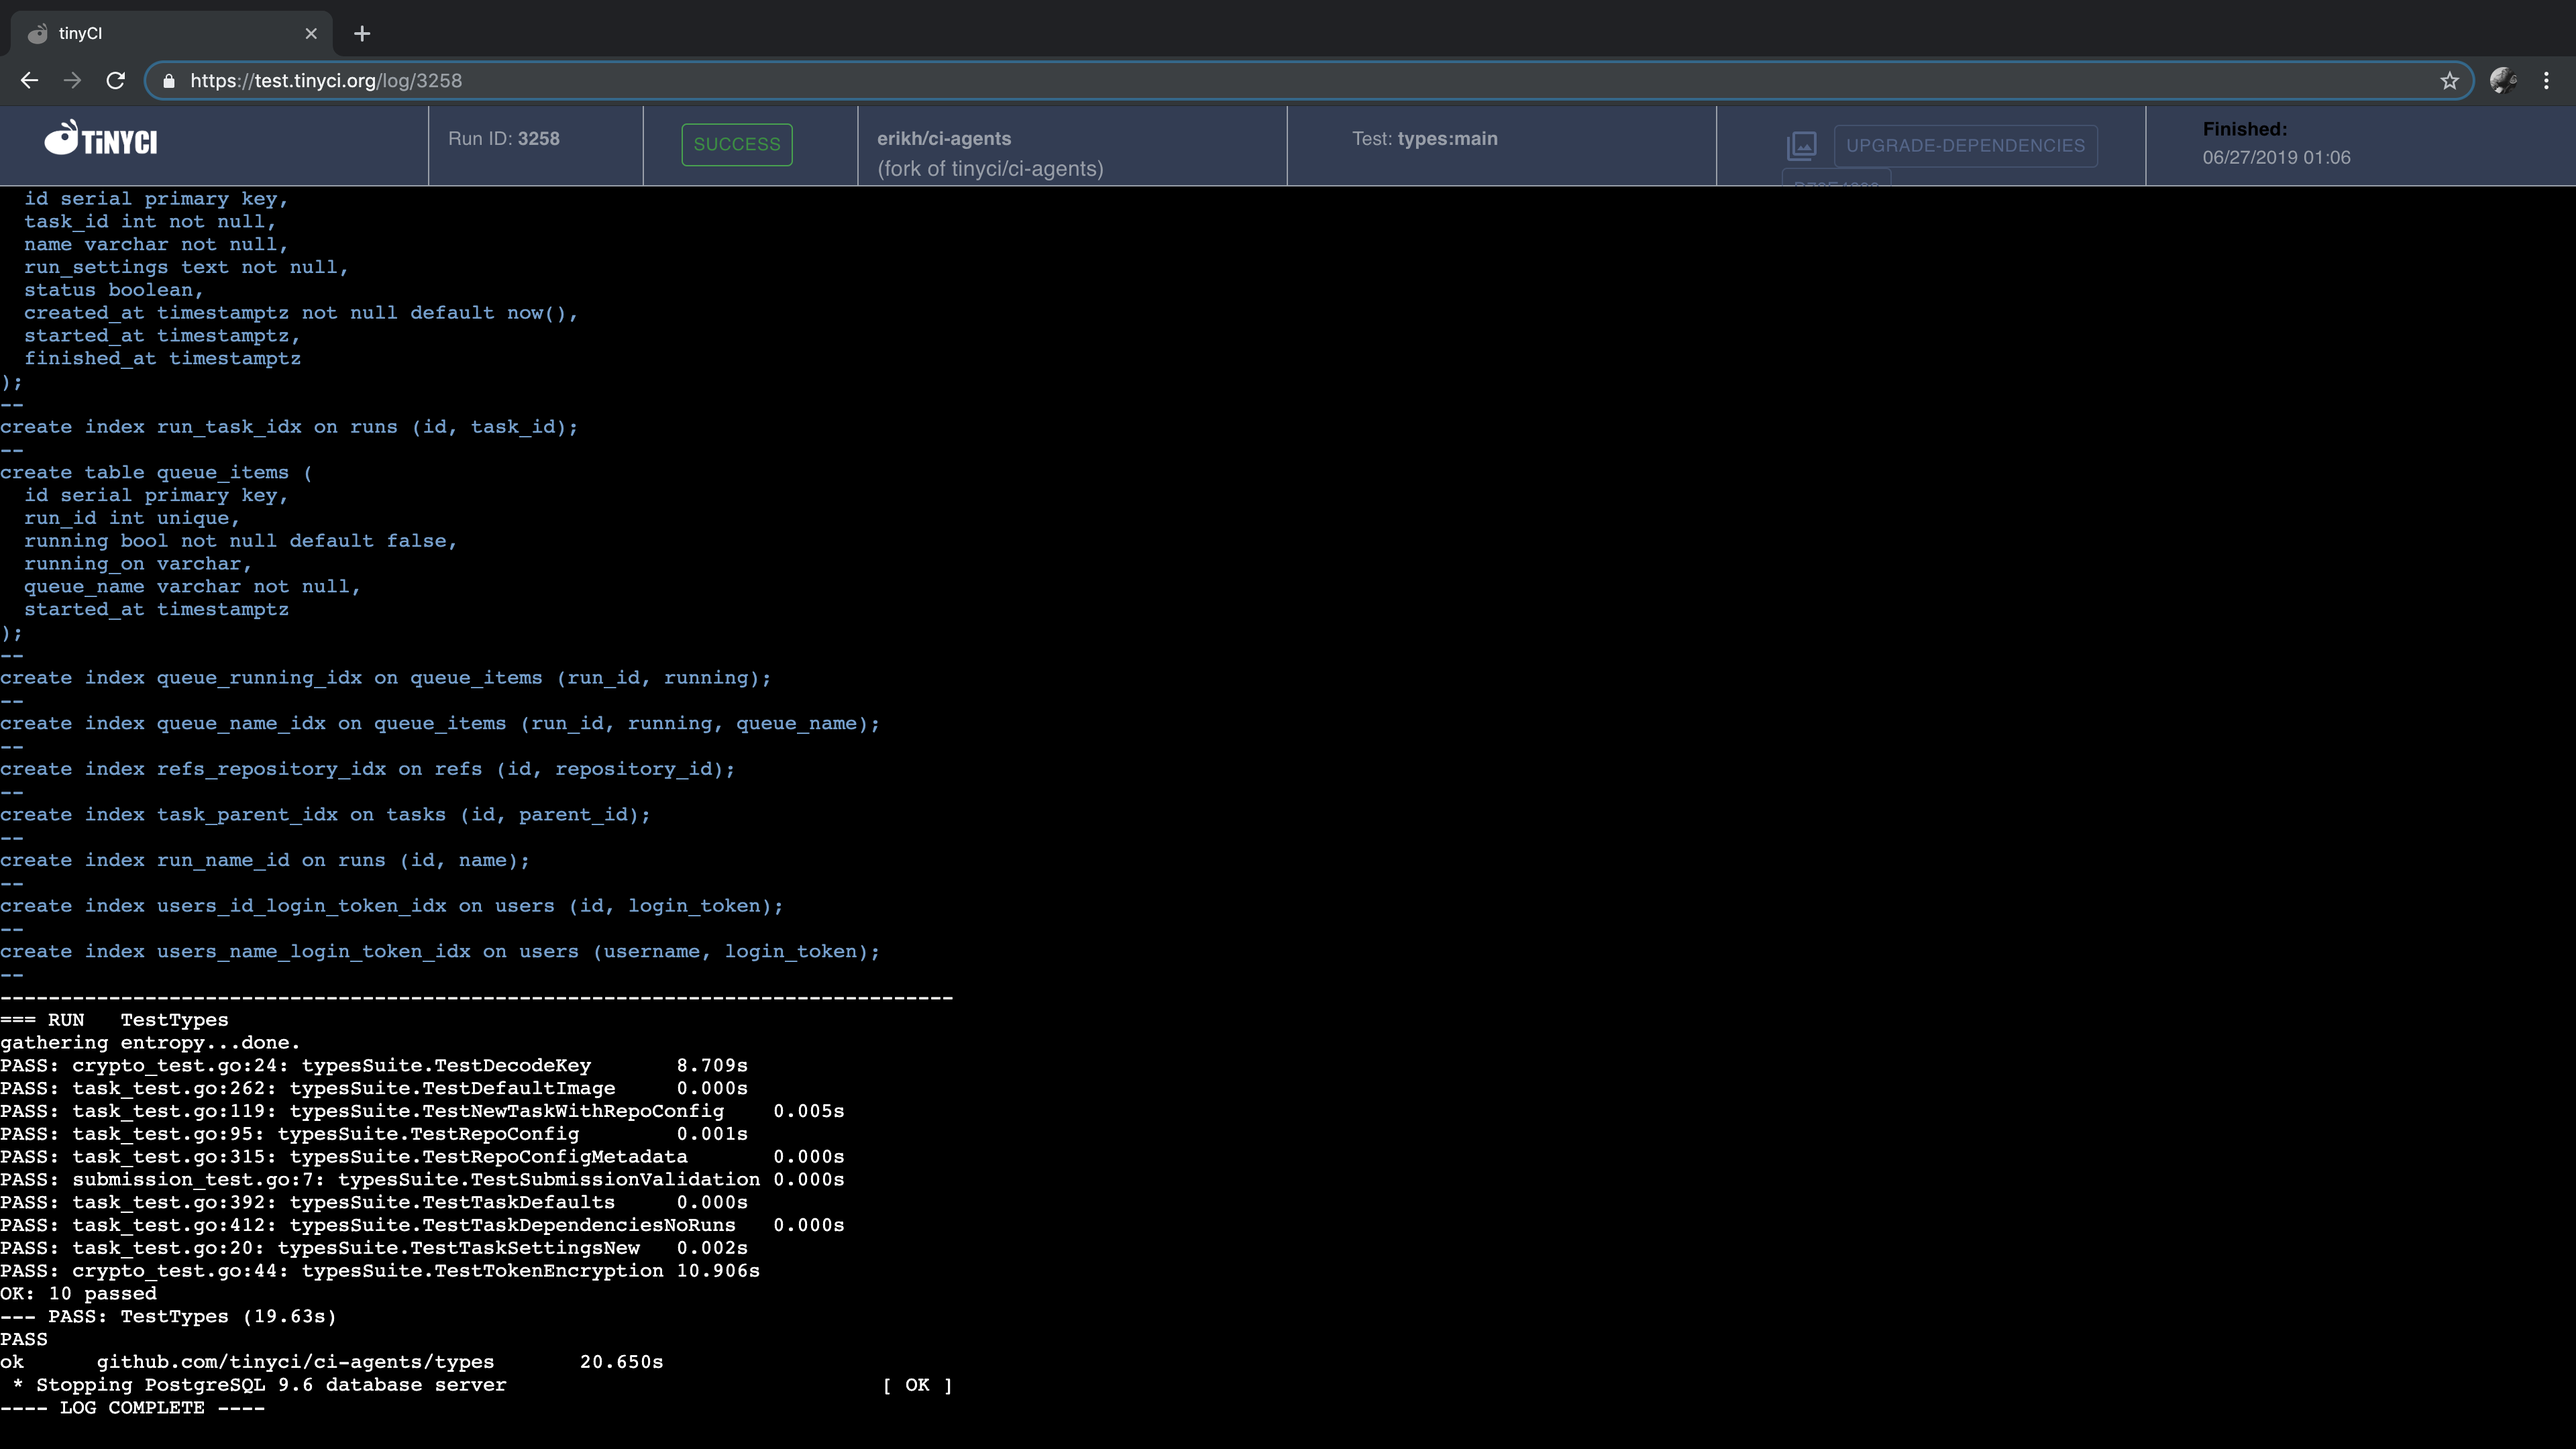 tinyCI
https://test.tinyci.org/log/3258
TiNYCI
Run ID: 3258
SUCCESS
erikh/ci-agents
(fork of tinyci/ci-agents)
Test: types:main
UPGRADE-DEPENDENCIES
Finished:
06/27/2019 01:06
id serial primary key,
task_id int not null,
name varchar not null,
run_settings text not null,
status boolean,
created_at timestamptz not null default now(),
started_at timestamptz,
finished_at timestamptz
);
--
create index run_task_idx on runs (id, task_id);
--
create table queue_items (
id serial primary key,
run_id int unique,
running bool not null default false,
running_on varchar,
queue_name varchar not null,
started_at timestamptz
);
--
create index queue_running_idx on queue_items (run_id, running);
--
create index queue_name_idx on queue_items (run_id, running, queue_name);
--
create index refs_repository_idx on refs (id, repository_id);
--
create index task_parent_idx on tasks (id, parent_id);
--
create index run_name_id on runs (id, name);
--
create index users_id_login_token_idx on users (id, login_token);
--
create index users_name_login_token_idx on users (username, login_token);
--
-------------------------------------------------------------------------------
=== RUN   TestTypes
gathering entropy...done.
PASS: crypto_test.go:24: typesSuite.TestDecodeKey       8.709s
PASS: task_test.go:262: typesSuite.TestDefaultImage     0.000s
PASS: task_test.go:119: typesSuite.TestNewTaskWithRepoConfig    0.005s
PASS: task_test.go:95: typesSuite.TestRepoConfig        0.001s
PASS: task_test.go:315: typesSuite.TestRepoConfigMetadata       0.000s
PASS: submission_test.go:7: typesSuite.TestSubmissionValidation 0.000s
PASS: task_test.go:392: typesSuite.TestTaskDefaults     0.000s
PASS: task_test.go:412: typesSuite.TestTaskDependenciesNoRuns   0.000s
PASS: task_test.go:20: typesSuite.TestTaskSettingsNew   0.002s
PASS: crypto_test.go:44: typesSuite.TestTokenEncryption 10.906s
OK: 10 passed
--- PASS: TestTypes (19.63s)
PASS
ok      github.com/tinyci/ci-agents/types       20.650s
* Stopping PostgreSQL 9.6 database server                               [ OK ]
---- LOG COMPLETE ----